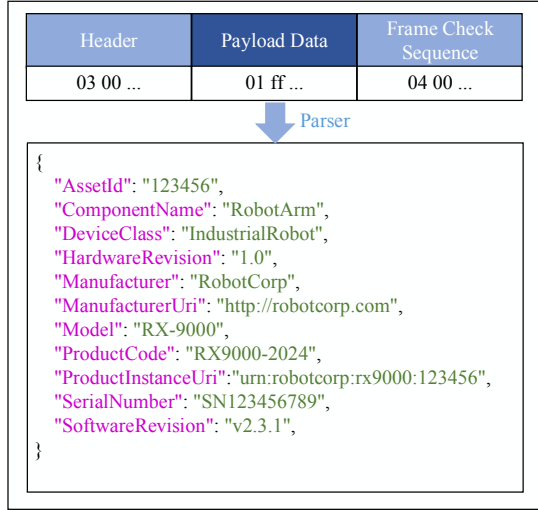 Header Payload Data Frame Check
Sequence
03 00 ... 01 ff ... 04 00 ...
Parser
{
"AssetId": "123456",
"ComponentName": "RobotArm",
"DeviceClass": "IndustrialRobot",
"HardwareRevision": "1.0",
"Manufacturer": "RobotCorp",
"ManufacturerUri": "http://robotcorp.com",
"Model": "RX-9000",
"ProductCode": "RX9000-2024",
"ProductInstanceUri":"urn:robotcorp:rx9000:123456",
"SerialNumber": "SN123456789",
"SoftwareRevision": "v2.3.1",
}